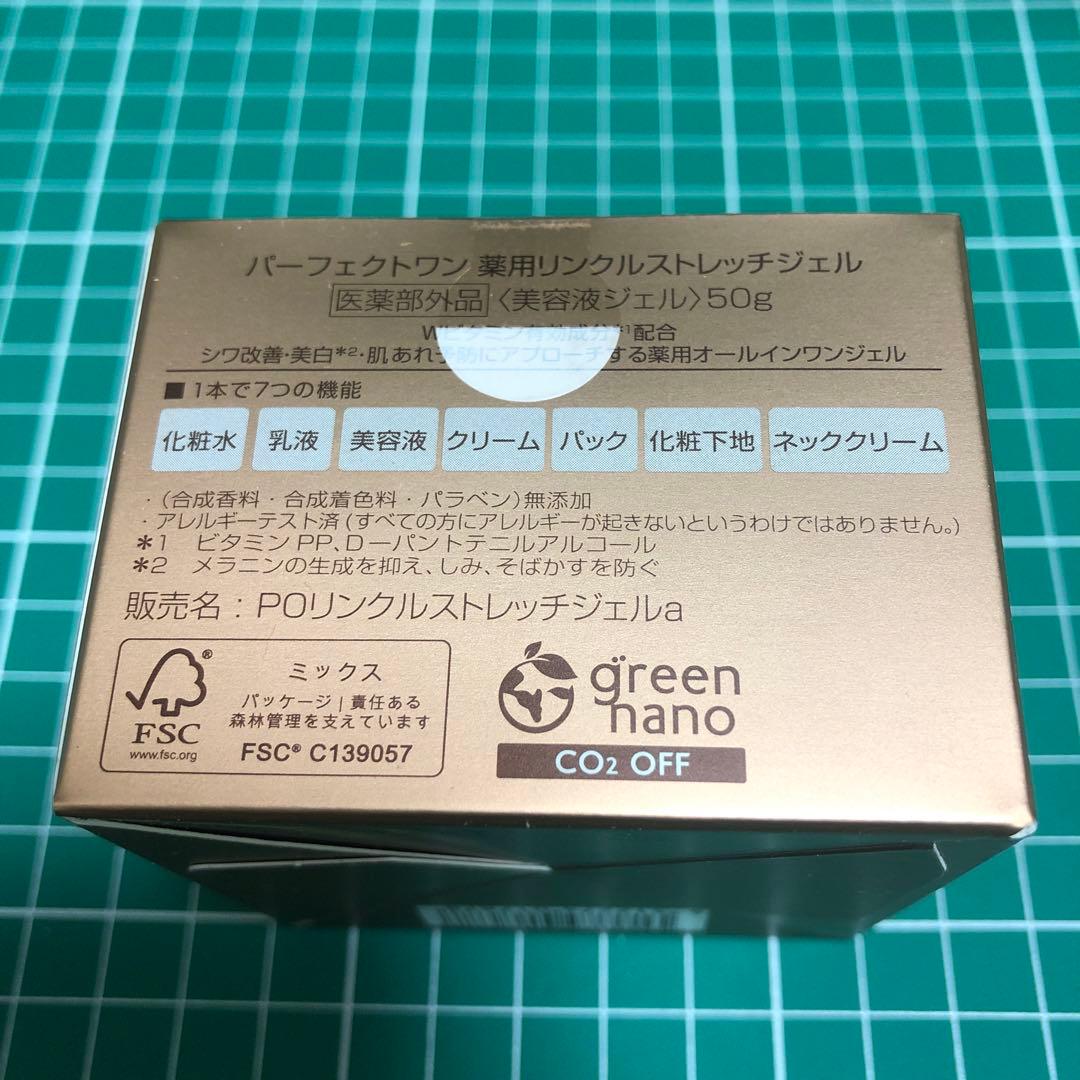 パーフェクトワン 薬用リンクルストレッチジェル
医薬部外品 〈美容液ジェル〉50g
Wビタミン有効成分*1配合
シワ改善・美白*2・肌あれ予防にアプローチする薬用オールインワンジェル
■ 1本で7つの機能
化粧水 乳液 美容液 クリーム パック 化粧下地 ネッククリーム
・(合成香料・合成着色料・パラベン)無添加
・アレルギーテスト済(すべての方にアレルギーが起きないというわけではありません。)
*1 ビタミンPP、D−パントテニルアルコール
*2 メラニンの生成を抑え、しみ、そばかすを防ぐ
販売名:POリンクルストレッチジェルa
®
FSC
www.fsc.org
ミックス
パッケージ|責任ある
森林管理を支えています
FSC® C139057
green
nano
CO2 OFF